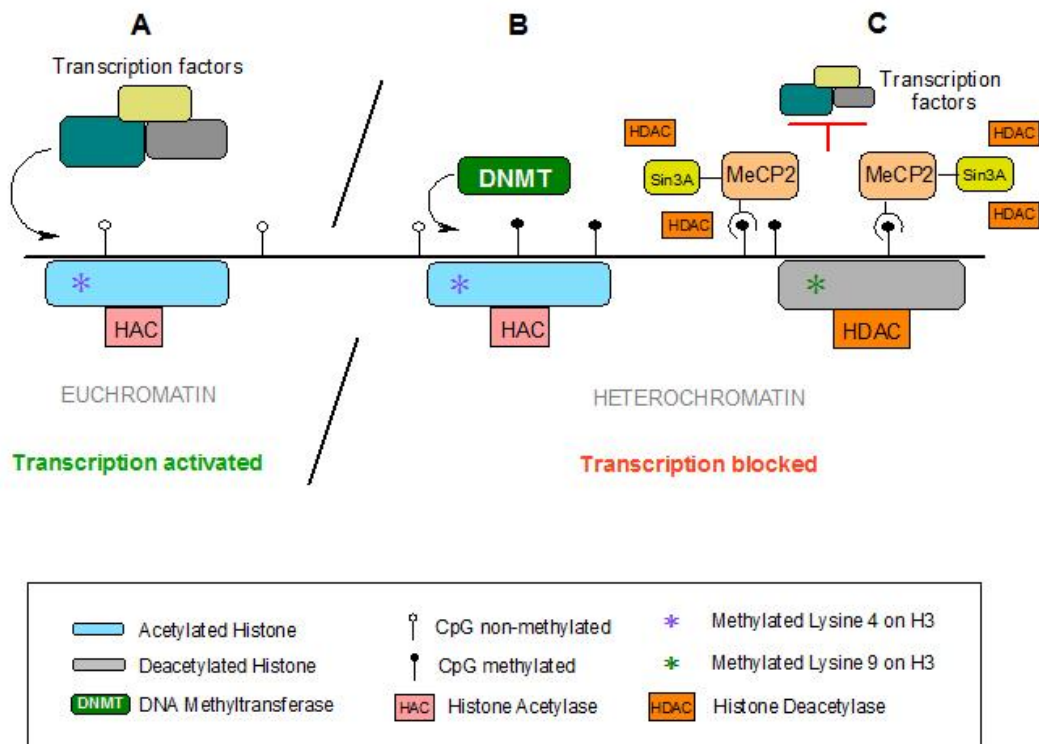 A
B
C
Transcription factors
Transcription
factors
HDAC
HDAC
DNMT
Sin3A
MeCP2
MeCP2
Sin3A
HDAC
HDAC
*
*
*
HAC
HAC
HDAC
EUCHROMATIN
HETEROCHROMATIN
Transcription activated
Transcription blocked
Acetylated Histone
CpG non-methylated
* Methylated Lysine 4 on H3
Deacetylated Histone
CpG methylated
* Methylated Lysine 9 on H3
DNMT DNA Methyltransferase
HAC Histone Acetylase
HDAC Histone Deacetylase